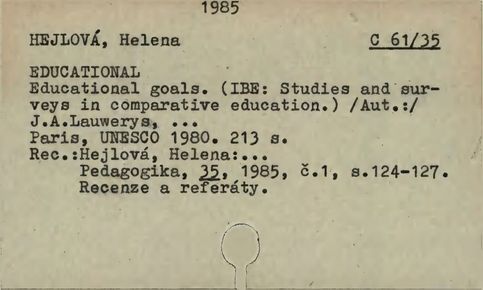 1985
HEJLOVÁ, Helena C 61/35
EDUCATIONAL
Educational goals. (IBE: Studies and sur-
veys in comparative education.) /Aut.:/
J.A.Lauwerys, ...
Paris, UNESCO 1980. 213 s.
Rec.:Hejlová, Helena:...
Pedagogika, 35, 1985, č.1, s.124-127.
Recenze a referáty.